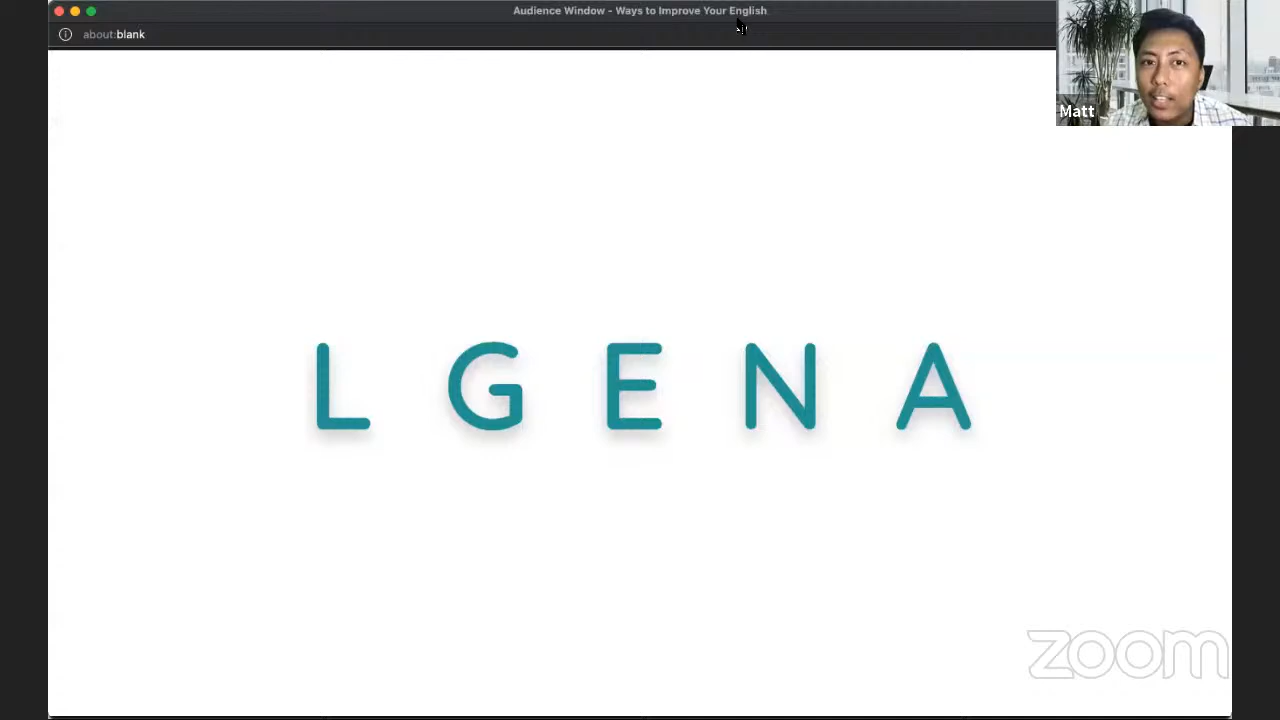 Audience Window - Ways to Improve Your English
about:blank
Matt
L G E N A
zoom